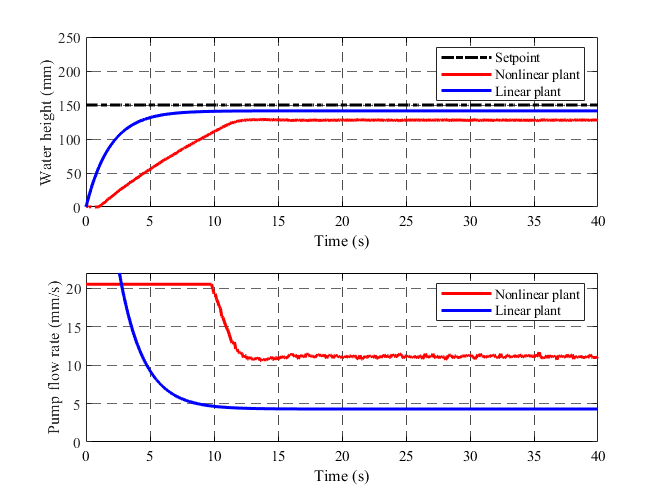 250
200
150
100
50
0
Water height (mm)
Setpoint
Nonlinear plant
Linear plant
0 5 10 15 20 25 30 35 40
Time (s)
20
15
10
5
0
Pump flow rate (mm/s)
Nonlinear plant
Linear plant
0 5 10 15 20 25 30 35 40
Time (s)